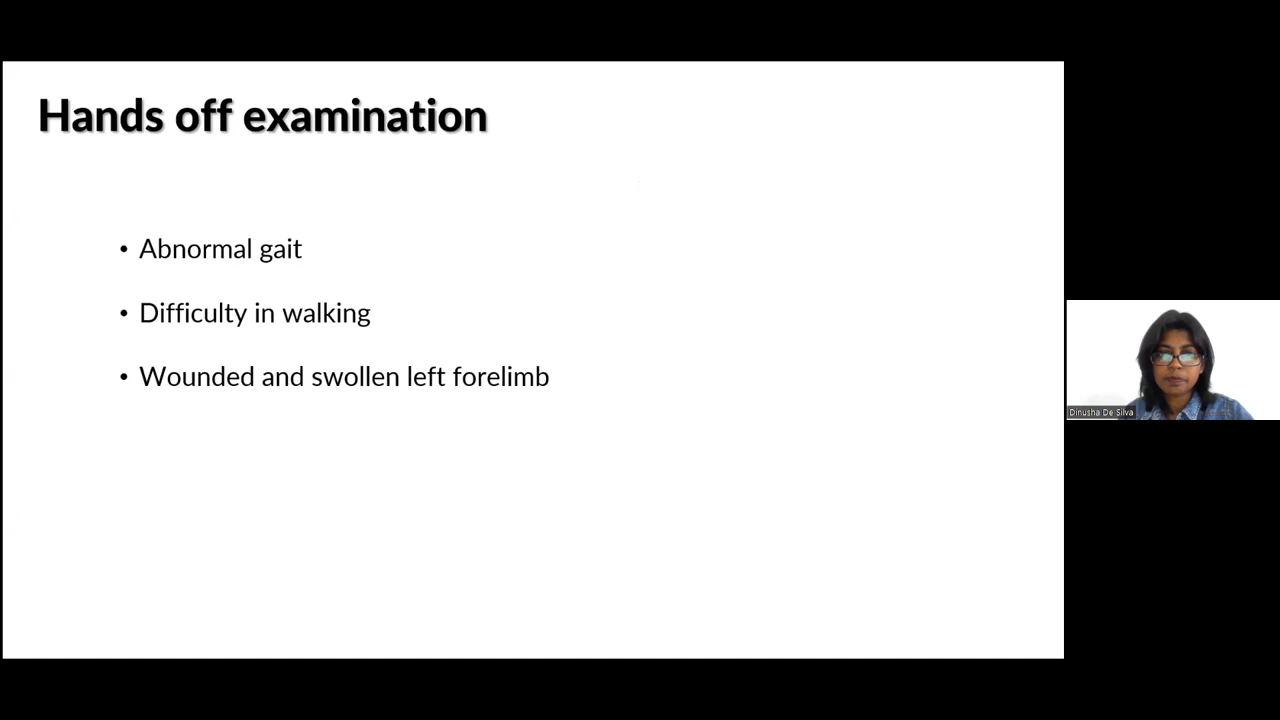 Hands off examination
• Abnormal gait
• Difficulty in walking
• Wounded and swollen left forelimb
Dinusha De Silva